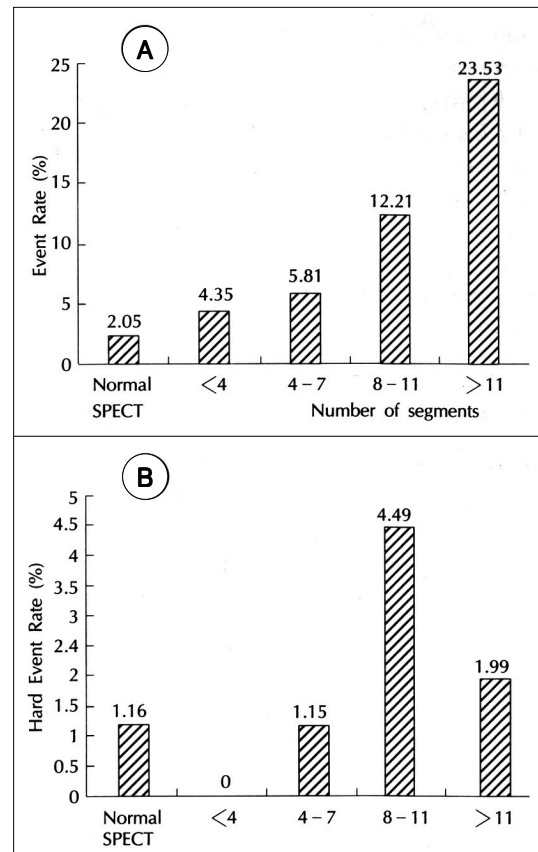 A
Event Rate (%)
25
20
15
10
5
0
2.05
4.35
5.81
12.21
23.53
Normal SPECT
<4
4 – 7
8 – 11
>11
Number of segments
B
Hard Event Rate (%)
5
4.5
4
3.5
3
2.4
2
1.5
1
0.5
0
1.16
0
1.15
4.49
1.99
Normal SPECT
<4
4 – 7
8 – 11
>11